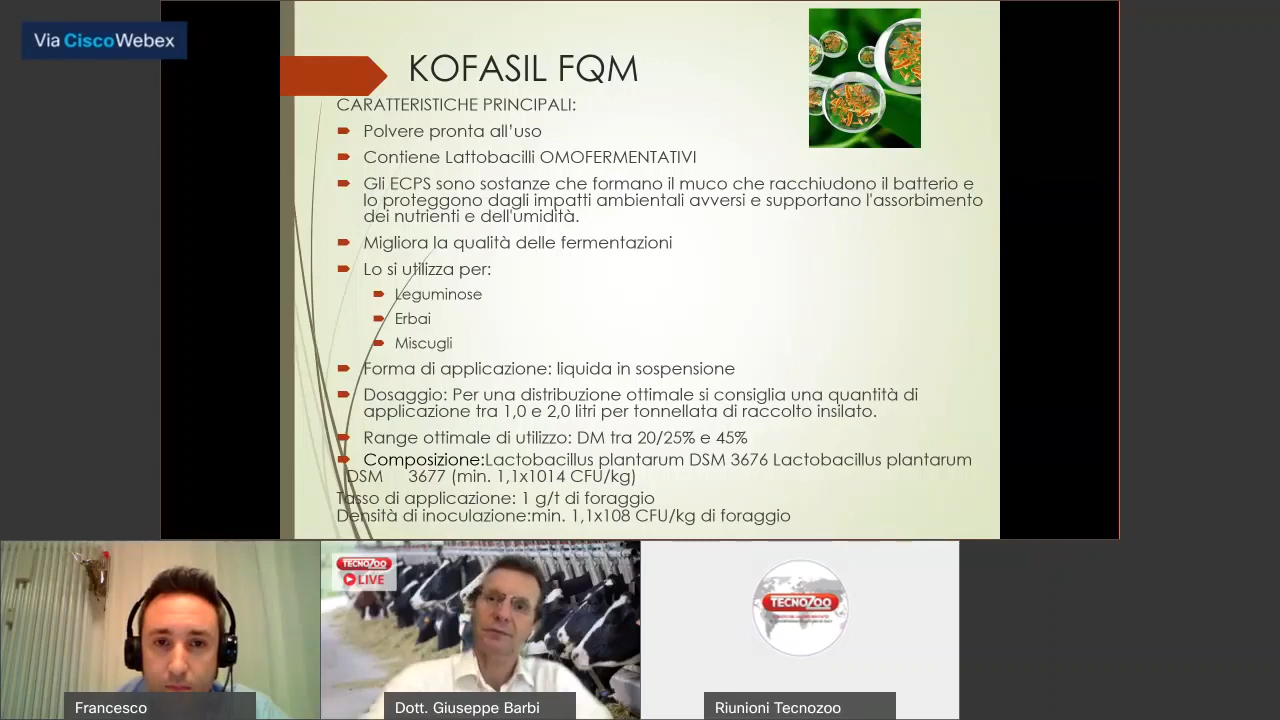 Via Cisco Webex
KOFASIL FQM
CARATTERISTICHE PRINCIPALI:
Polvere pronta all'uso
Contiene Lattobacilli OMOFERMENTATIVI
Gli ECPS sono sostanze che formano il muco che racchiudono il batterio e
lo proteggono dagli impatti ambientali avversi e supportano l'assorbimento
dei nutrienti e dell'umidità.
Migliora la qualità delle fermentazioni
Lo si utilizza per:
Leguminose
Erbai
Miscugli
Forma di applicazione: liquida in sospensione
Dosaggio: Per una distribuzione ottimale si consiglia una quantità di
applicazione tra 1,0 e 2,0 litri per tonnellata di raccolto insilato.
Range ottimale di utilizzo: DM tra 20/25% e 45%
Composizione:Lactobacillus plantarum DSM 3676 Lactobacillus plantarum
DSM 3677 (min. 1,1x1014 CFU/kg)
Tasso di applicazione: 1 g/t di foraggio
Densità di inoculazione:min. 1,1x108 CFU/kg di foraggio
TECNOZOO
LIVE
TECNOZOO
Francesco
Dott. Giuseppe Barbi
Riunioni Tecnozoo